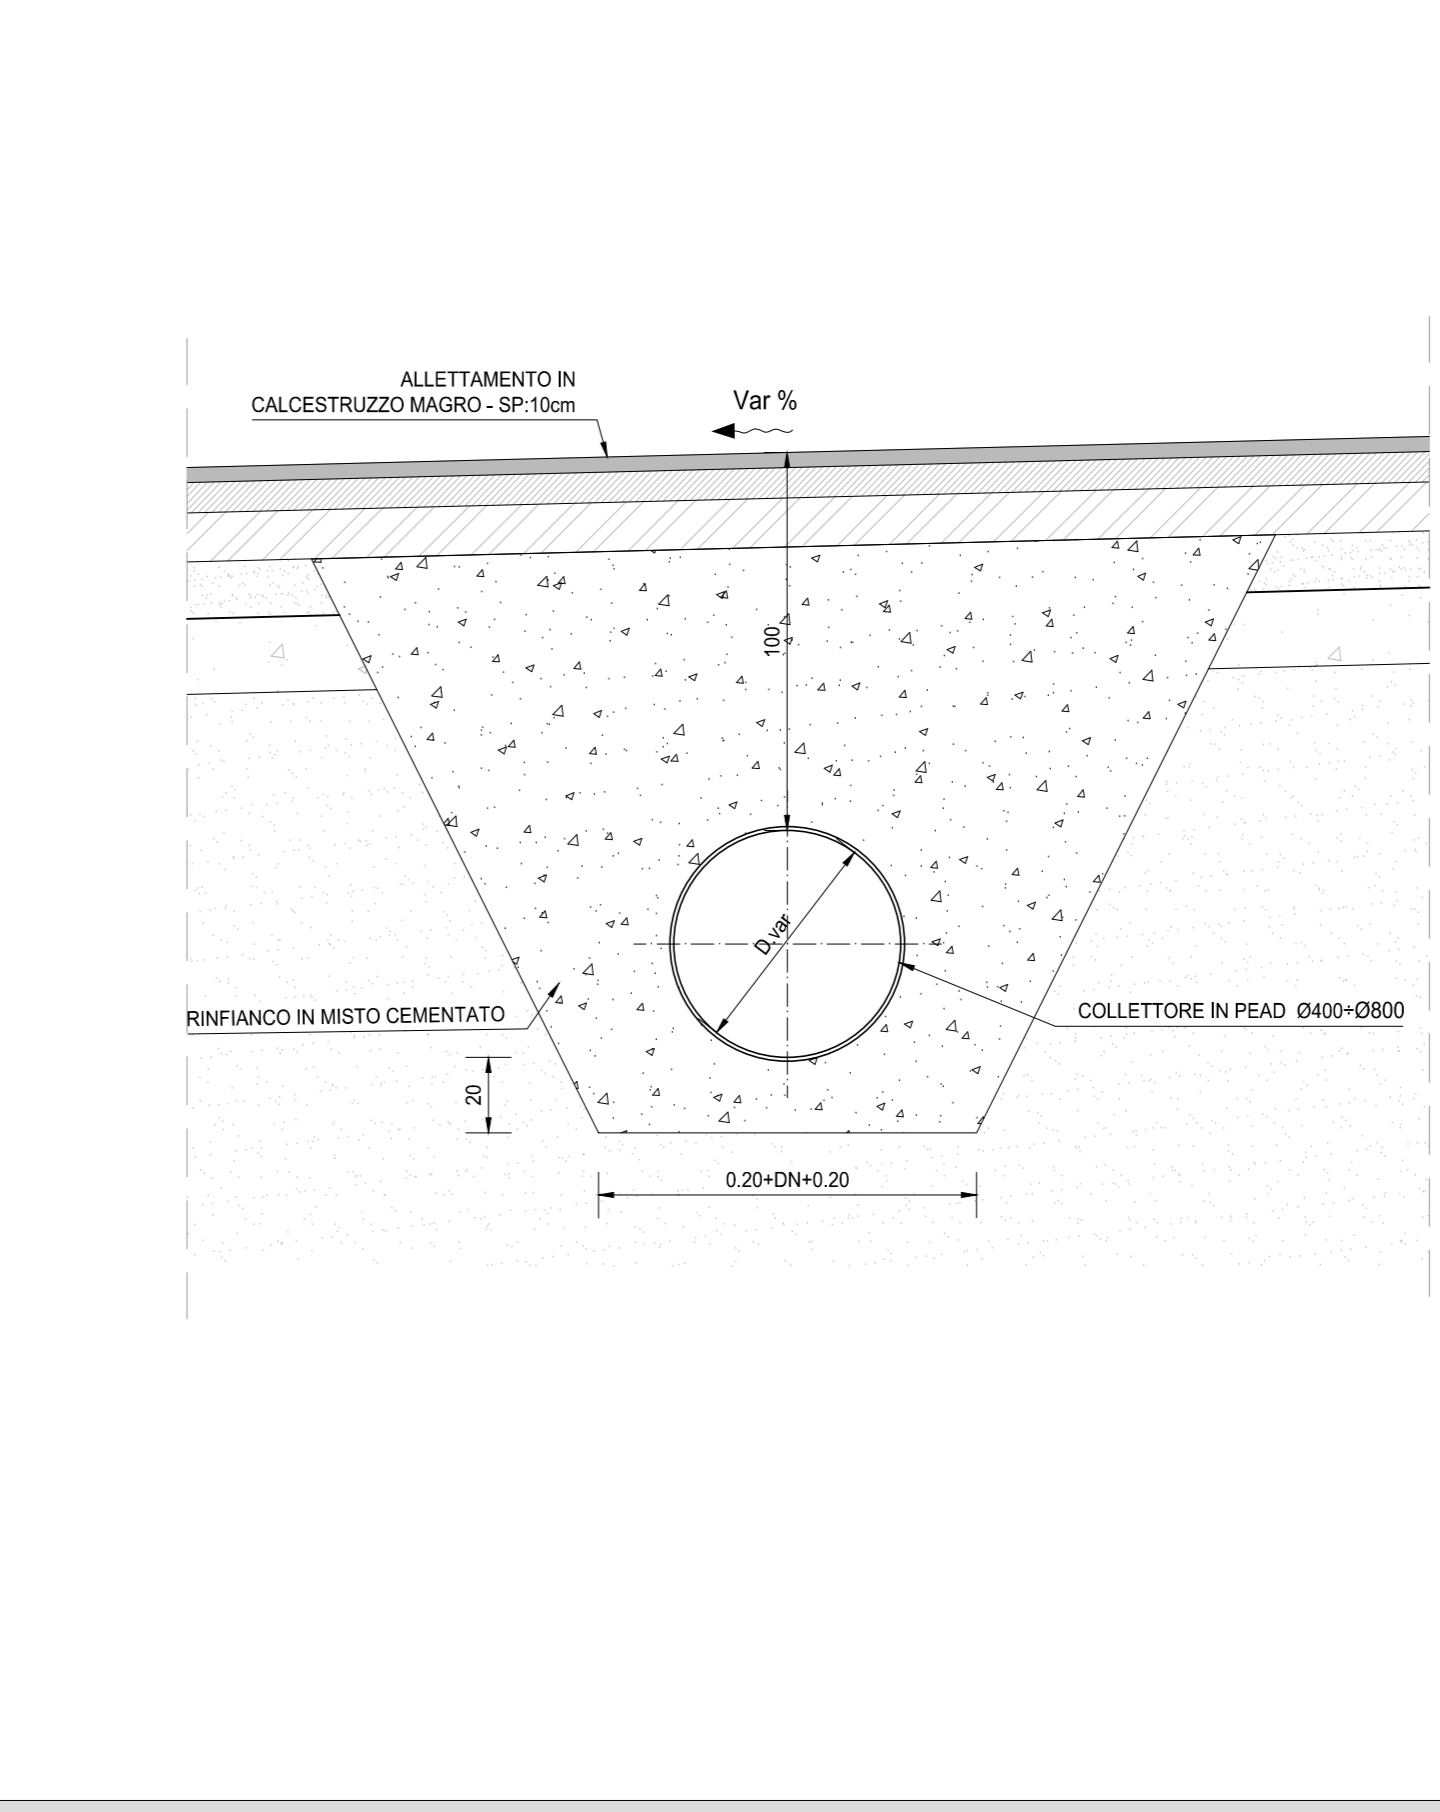 ALLETTAMENTO IN
CALCESTRUZZO MAGRO - SP:10cm
Var %
100
D.var
RINFIANCO IN MISTO CEMENTATO
COLLETTORE IN PEAD Ø400÷Ø800
20
0.20+DN+0.20